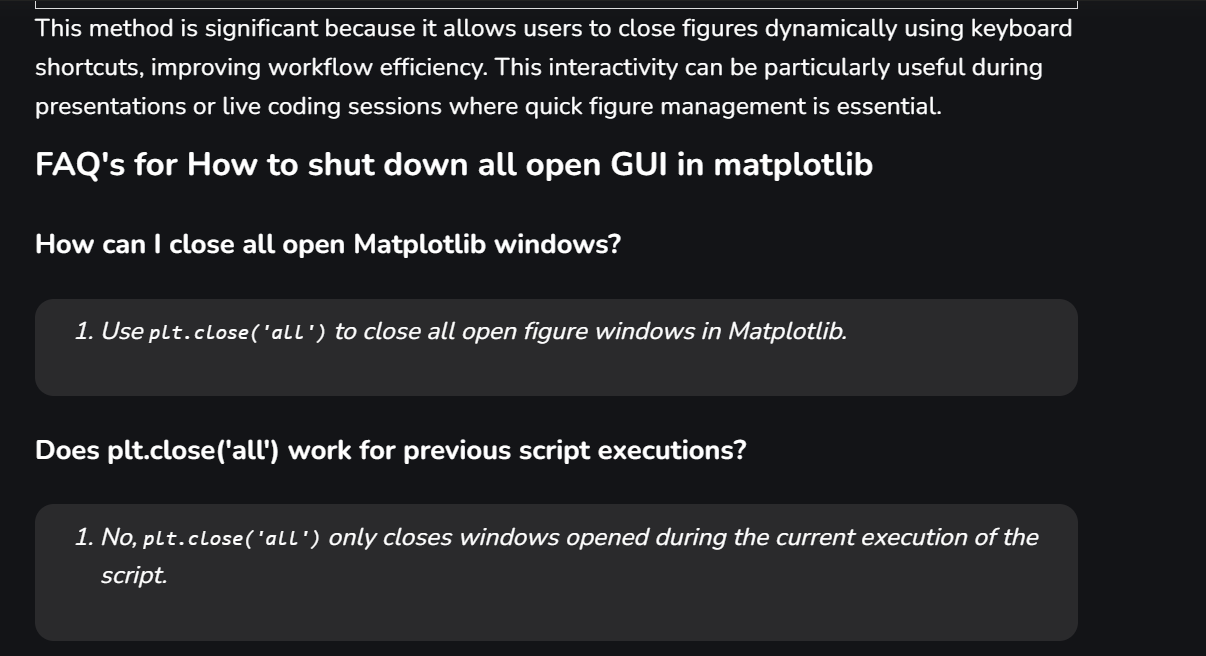 This method is significant because it allows users to close figures dynamically using keyboard
shortcuts, improving workflow efficiency. This interactivity can be particularly useful during
presentations or live coding sessions where quick figure management is essential.
FAQ's for How to shut down all open GUI in matplotlib
How can I close all open Matplotlib windows?
1. Use plt.close('all') to close all open figure windows in Matplotlib.
Does plt.close('all') work for previous script executions?
1. No, plt.close('all') only closes windows opened during the current execution of the
script.